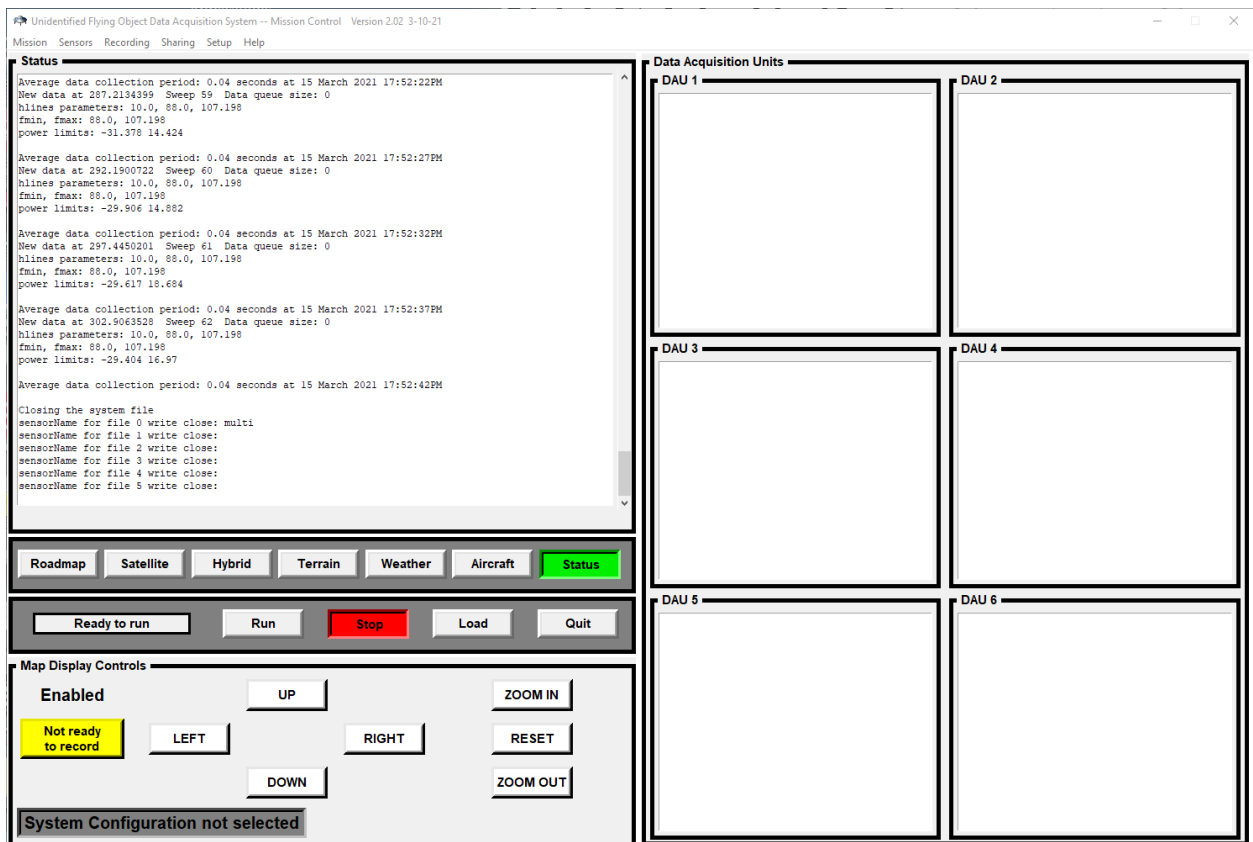 Unidentified Flying Object Data Acquisition System -- Mission Control Version 2.02 3-10-21
Mission Sensors Recording Sharing Setup Help
Status
Average data collection period: 0.04 seconds at 15 March 2021 17:52:22PM
New data at 287.2134399 Sweep 59 Data queue size: 0
hlines parameters: 10.0, 88.0, 107.198
fmin, fmax: 88.0, 107.198
power limits: -31.378 14.424
Average data collection period: 0.04 seconds at 15 March 2021 17:52:27PM
New data at 292.1900722 Sweep 60 Data queue size: 0
hlines parameters: 10.0, 88.0, 107.198
fmin, fmax: 88.0, 107.198
power limits: -29.906 14.882
Average data collection period: 0.04 seconds at 15 March 2021 17:52:32PM
New data at 297.4450201 Sweep 61 Data queue size: 0
hlines parameters: 10.0, 88.0, 107.198
fmin, fmax: 88.0, 107.198
power limits: -29.617 18.684
Average data collection period: 0.04 seconds at 15 March 2021 17:52:37PM
New data at 302.9063528 Sweep 62 Data queue size: 0
hlines parameters: 10.0, 88.0, 107.198
fmin, fmax: 88.0, 107.198
power limits: -29.404 16.97
Average data collection period: 0.04 seconds at 15 March 2021 17:52:42PM
Closing the system file
sensorName for file 0 write close: multi
sensorName for file 1 write close:
sensorName for file 2 write close:
sensorName for file 3 write close:
sensorName for file 4 write close:
sensorName for file 5 write close:
Roadmap Satellite Hybrid Terrain Weather Aircraft Status
Ready to run Run Stop Load Quit
Map Display Controls
Enabled UP ZOOM IN
Not ready
to record
LEFT RIGHT RESET
DOWN ZOOM OUT
System Configuration not selected
Data Acquisition Units
DAU 1 DAU 2
DAU 3 DAU 4
DAU 5 DAU 6